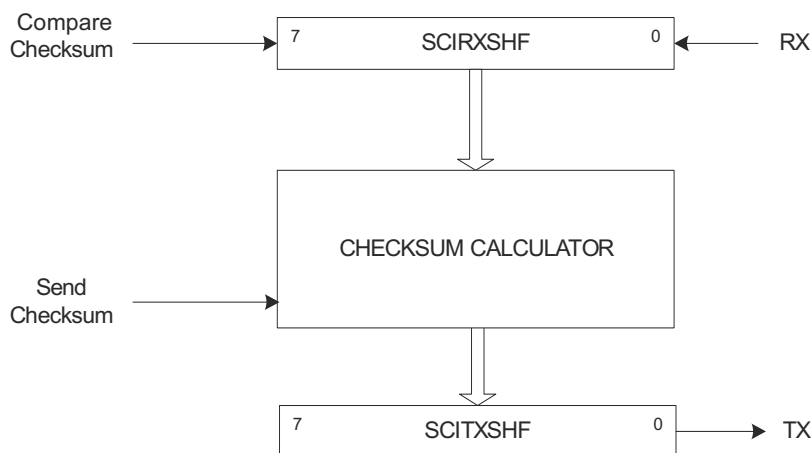 Compare
Checksum
7 SCIRXSHF 0
RX
CHECKSUM CALCULATOR
Send
Checksum
7 SCITXSHF 0
TX